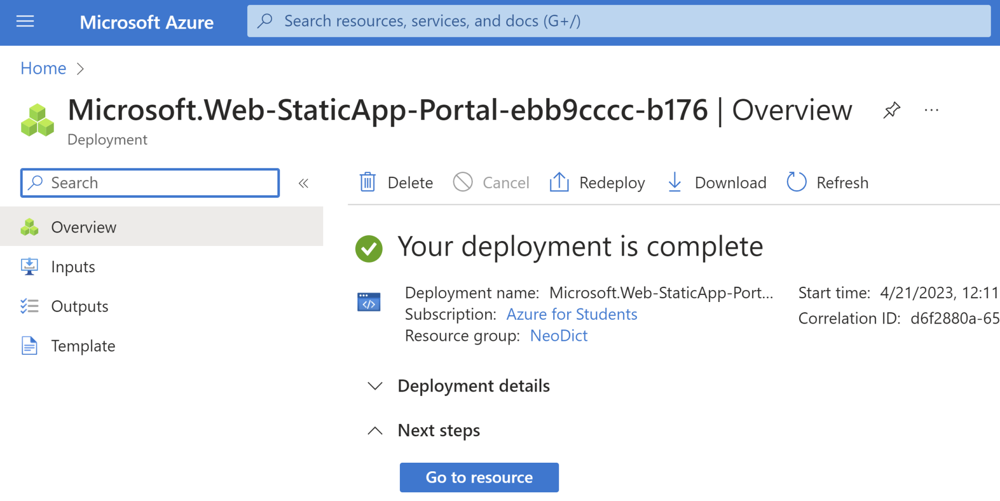 Microsoft Azure
Search resources, services, and docs (G+/)
Home
Microsoft.Web-StaticApp-Portal-ebb9cccc-b176 | Overview
Deployment
Search
Delete Cancel Redeploy Download Refresh
Overview
Inputs
Outputs
Template
Your deployment is complete
Deployment name: Microsoft.Web-StaticApp-Port...
Subscription: Azure for Students
Resource group: NeoDict
Start time: 4/21/2023, 12:11
Correlation ID: d6f2880a-65
Deployment details
Next steps
Go to resource